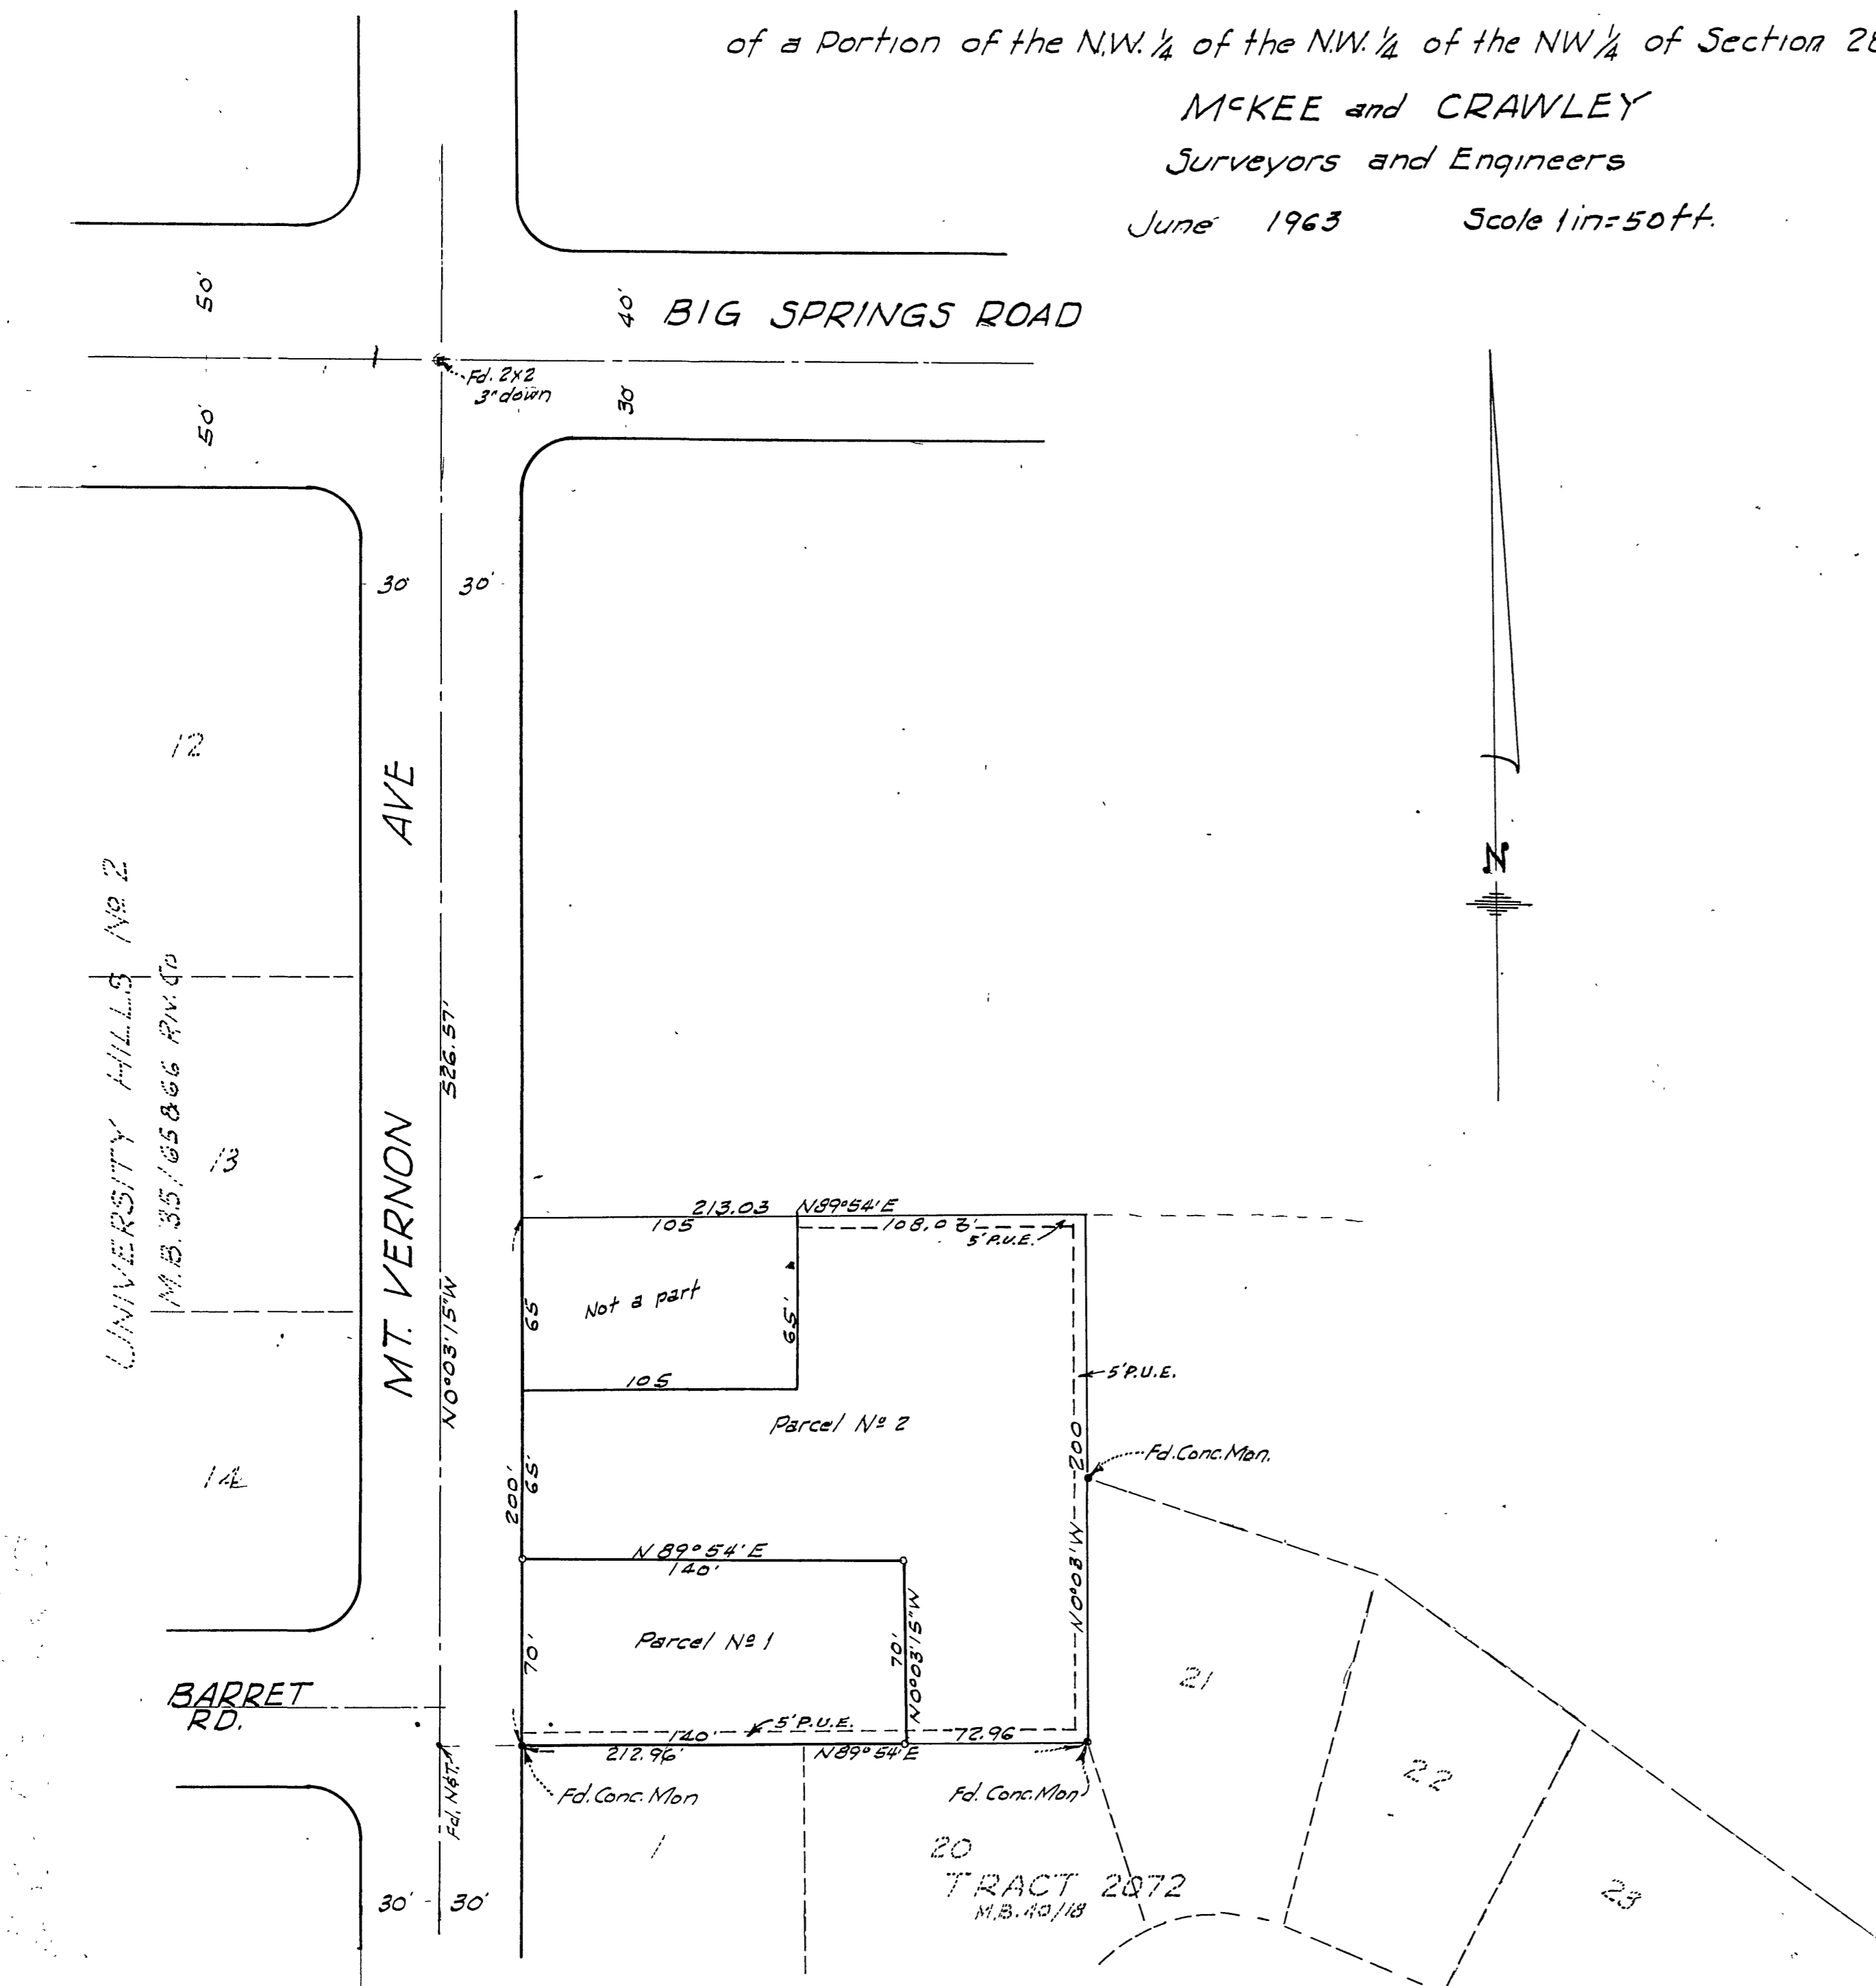 of a Portion of the N.W. ¼ of the N.W. ¼ of the NW ¼ of Section 28
McKEE and CRAWLEY
Surveyors and Engineers
June 1963 Scale 1in=50ft.
50'
40'
BIG SPRINGS ROAD
Fd. 2x2
3" down
50'
30'
30'
30'
12
MT. VERNON AVE
UNIVERSITY HILLS Nº 2
M.B. 35/65&66 Riv. Co
526.57'
N0°03'15"W
13
14
213.03 N89°54'E
105
108.03'
5' P.U.E.
Not a part
65
65'
105
5' P.U.E.
Parcel Nº 2
200
Fd. Conc. Mon.
200'
65'
N0°03'W
N 89°54' E
140'
Parcel Nº 1
70'
70'
N0°03'15"W
21
BARRET
RD.
5' P.U.E.
140'
72.96
212.96'
N89°54'E
Fd. N&T.
Fd. Conc. Mon
Fd. Conc. Mon
22
1
20
TRACT 2072
M.B. 40/18
23
30'
30'